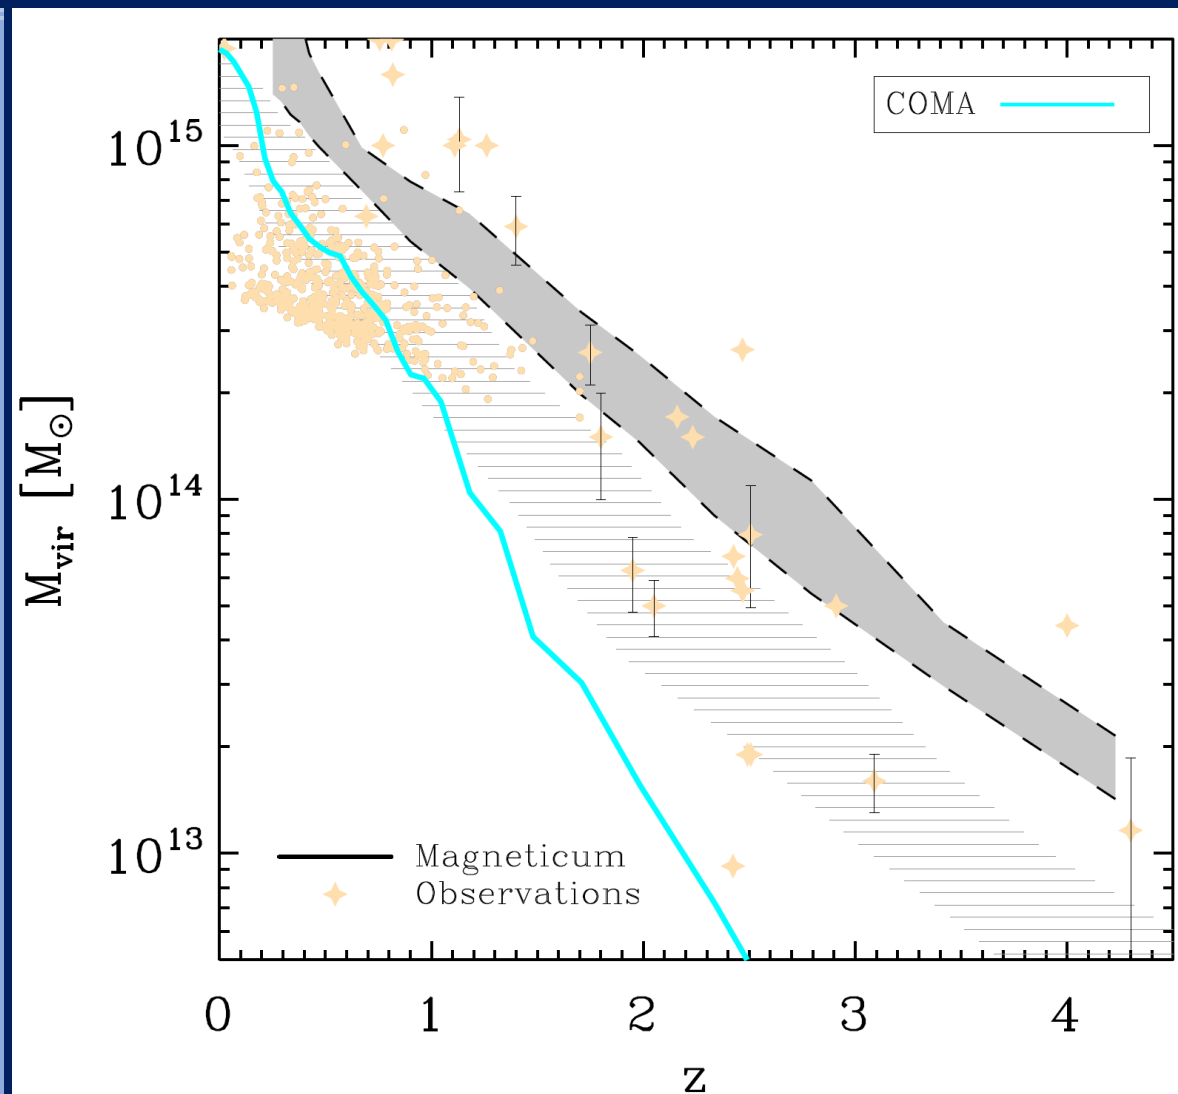 COMA
10^15
10^14
10^13
M_vir [M_⊙]
Magneticum
Observations
0 1 2 3 4
z